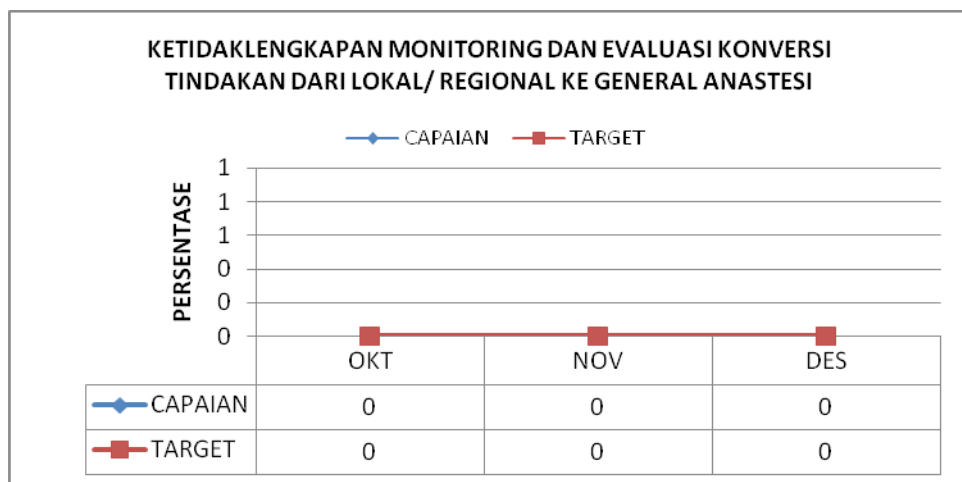 KETIDAKLENGKAPAN MONITORING DAN EVALUASI KONVERSI
TINDAKAN DARI LOKAL/ REGIONAL KE GENERAL ANASTESI
CAPAIAN TARGET
PERSENTASE
1
1
1
0
0
0
OKT NOV DES
CAPAIAN 0 0 0
TARGET 0 0 0